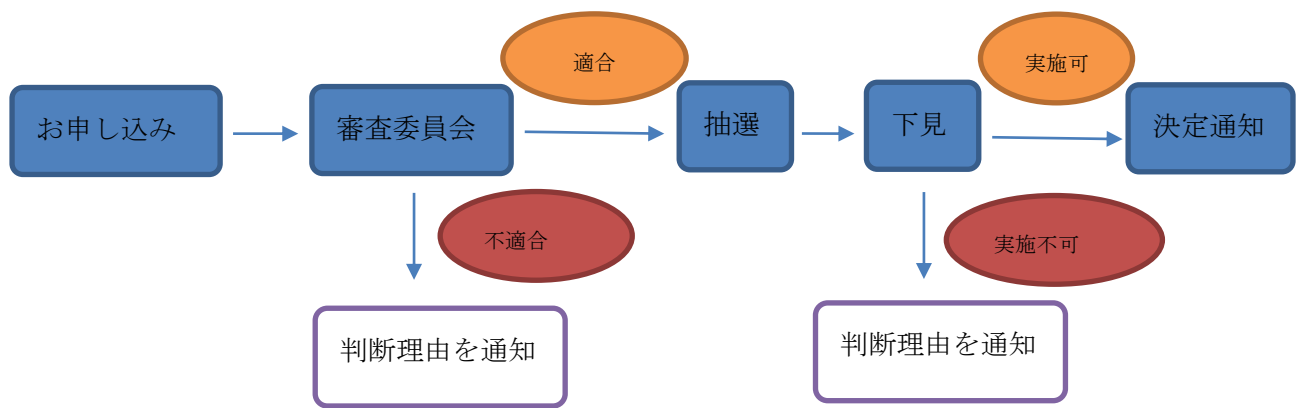 適合
実施可
お申し込み
審査委員会
抽選
下見
決定通知
不適合
実施不可
判断理由を通知
判断理由を通知